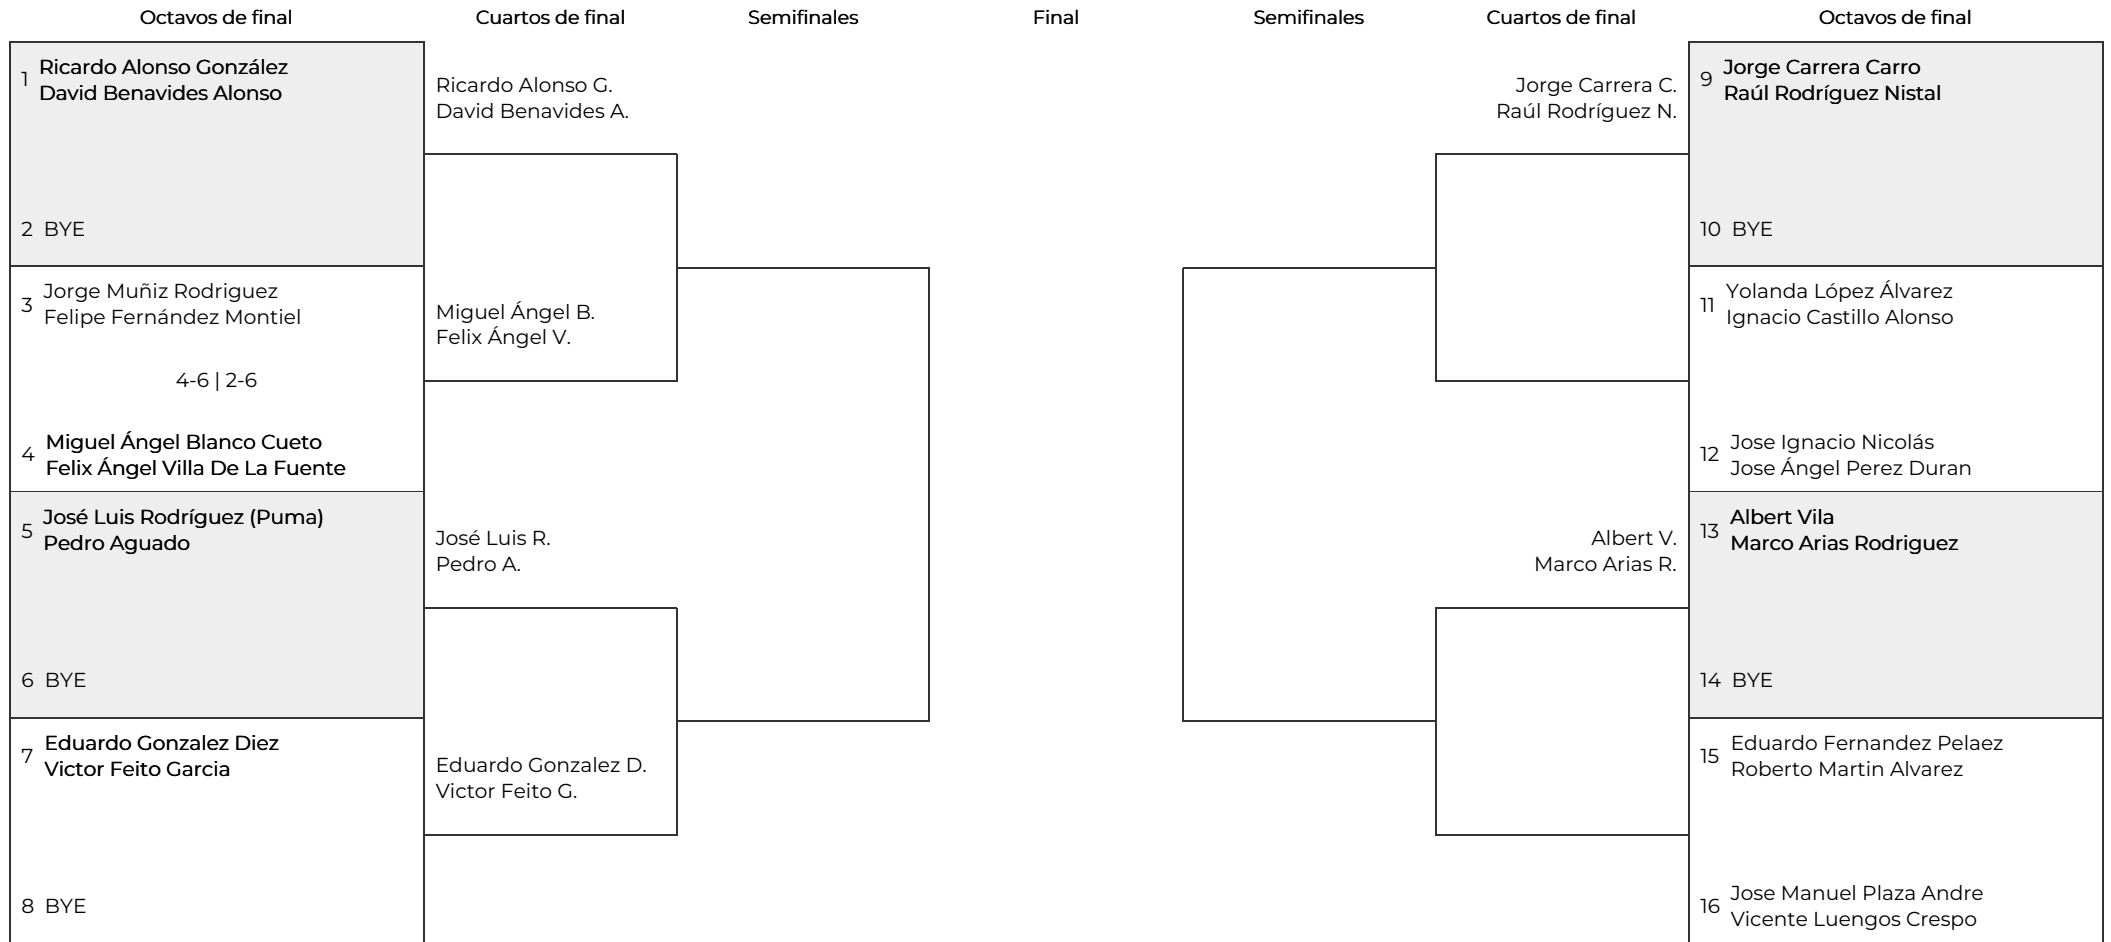 Octavos de final
Cuartos de final
Semifinales
Final
Semifinales
Cuartos de final
Octavos de final
1 Ricardo Alonso González
David Benavides Alonso
2 BYE
3 Jorge Muñiz Rodriguez
Felipe Fernández Montiel
4-6 | 2-6
4 Miguel Ángel Blanco Cueto
Felix Ángel Villa De La Fuente
5 José Luis Rodríguez (Puma)
Pedro Aguado
6 BYE
7 Eduardo Gonzalez Diez
Victor Feito Garcia
8 BYE
Ricardo Alonso G.
David Benavides A.
Miguel Ángel B.
Felix Ángel V.
José Luis R.
Pedro A.
Eduardo Gonzalez D.
Victor Feito G.
Jorge Carrera C.
Raúl Rodríguez N.
Albert V.
Marco Arias R.
9 Jorge Carrera Carro
Raúl Rodríguez Nistal
10 BYE
11 Yolanda López Álvarez
Ignacio Castillo Alonso
12 Jose Ignacio Nicolás
Jose Ángel Perez Duran
13 Albert Vila
Marco Arias Rodriguez
14 BYE
15 Eduardo Fernandez Pelaez
Roberto Martin Alvarez
16 Jose Manuel Plaza Andre
Vicente Luengos Crespo